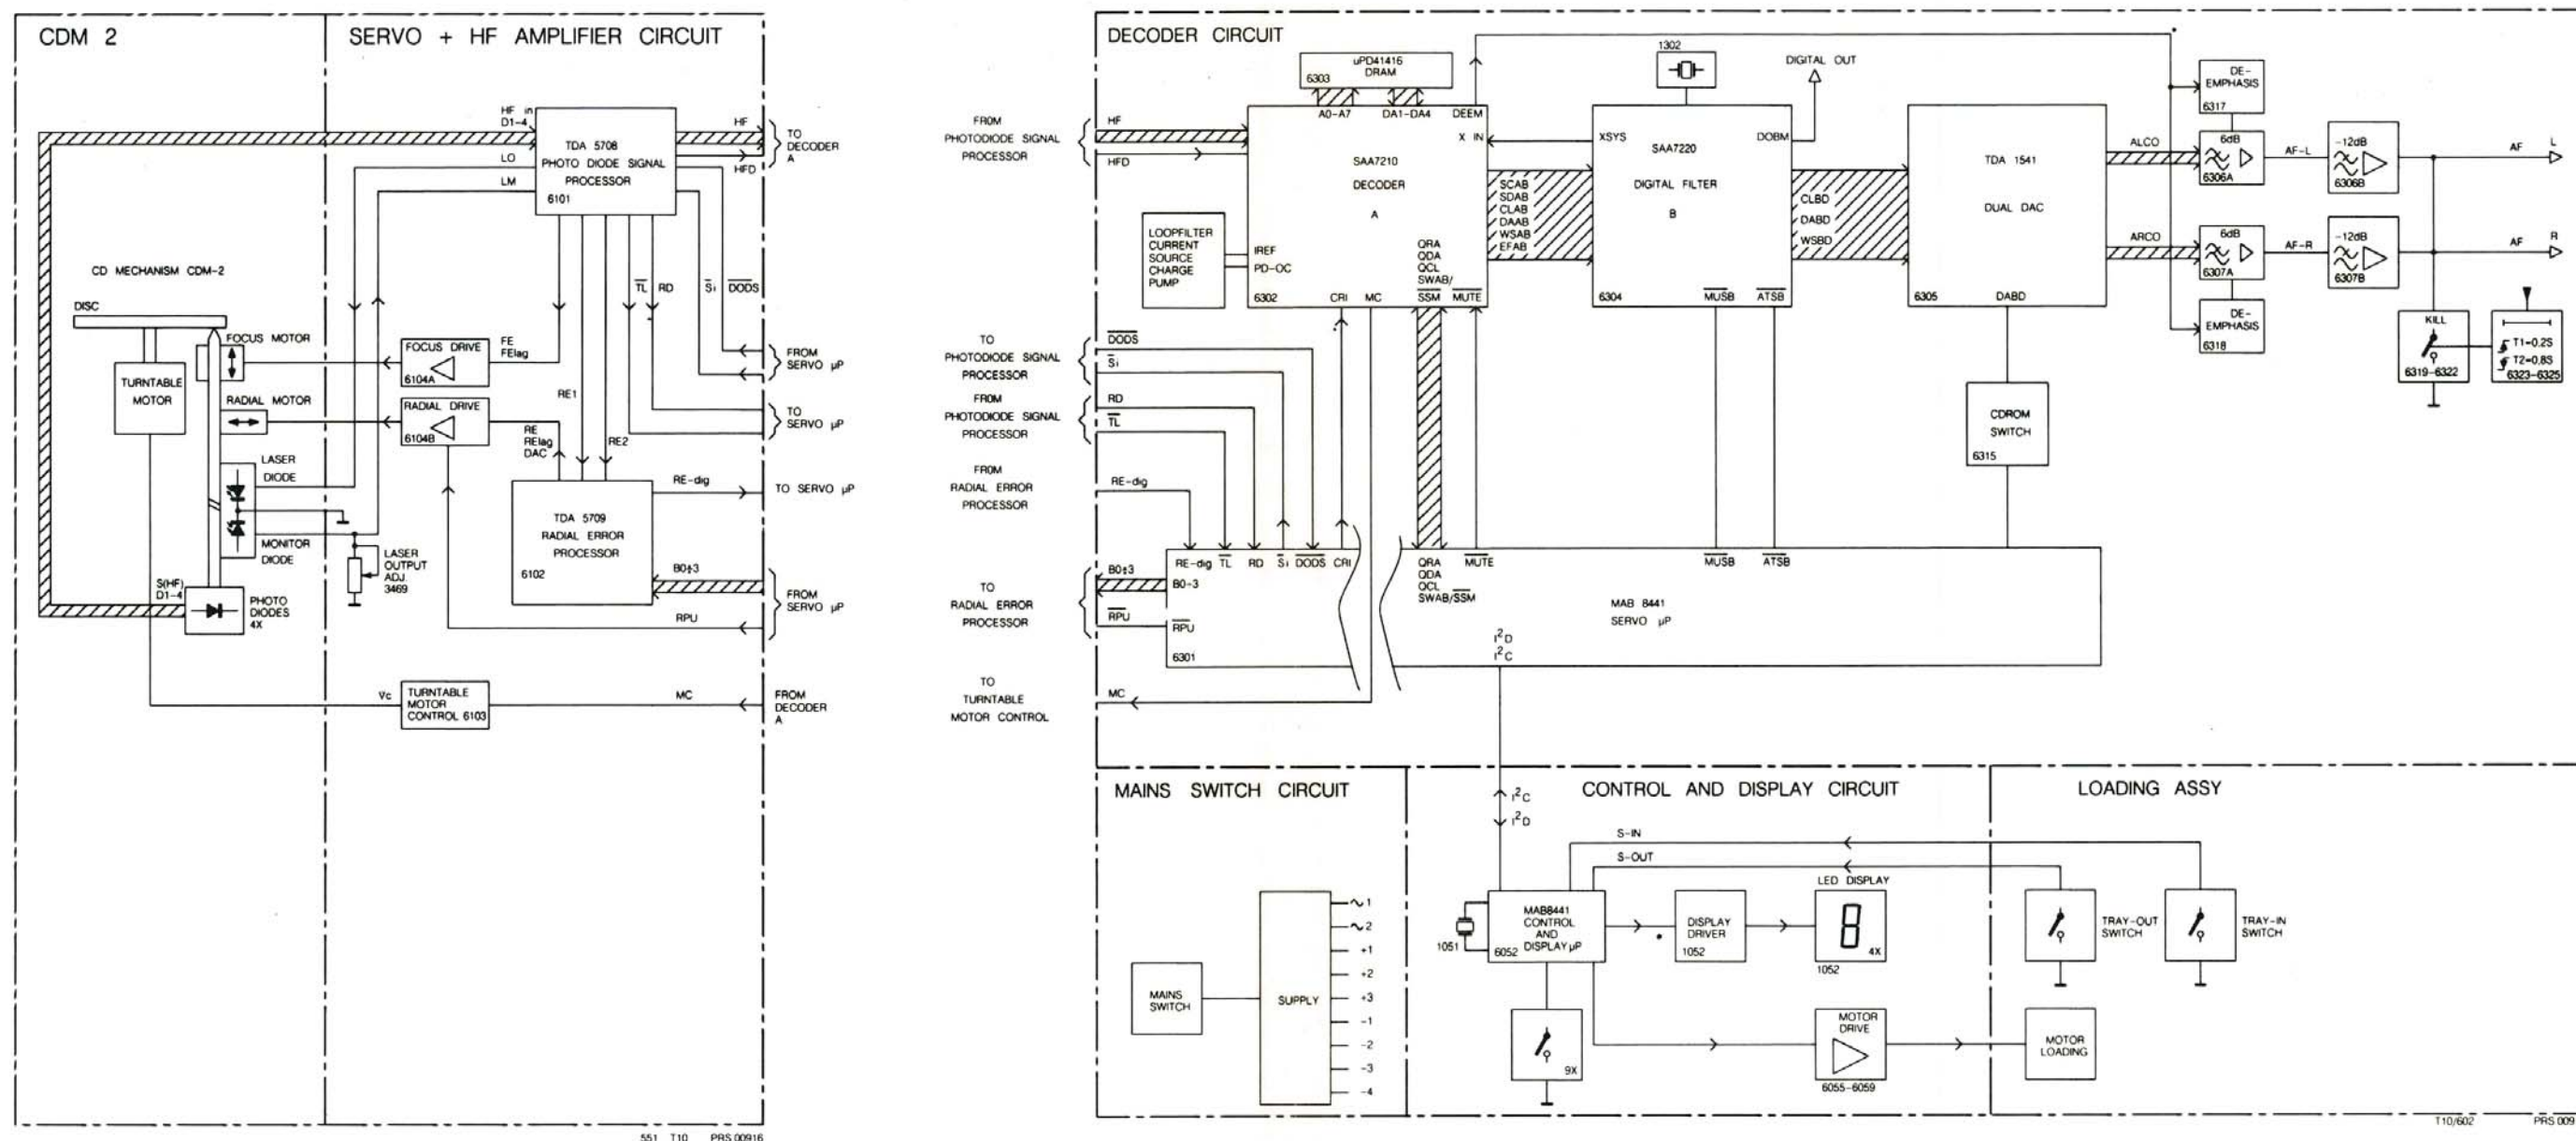 CDM 2
SERVO + HF AMPLIFIER CIRCUIT
HF in
D1-4
LO
LM
TDA 5708
PHOTO DIODE SIGNAL
PROCESSOR
6101
HF
HFD
TO
DECODER
A
TL RD Si DODS
CD MECHANISM CDM-2
DISC
FOCUS MOTOR
TURNTABLE
MOTOR
RADIAL MOTOR
FOCUS DRIVE
6104A
FE
FElag
FROM
SERVO µP
RADIAL DRIVE
6104B
RE1
RE
RElag
DAC
RE2
TO
SERVO µP
LASER
DIODE
MONITOR
DIODE
LASER
OUTPUT
ADJ.
3469
TDA 5709
RADIAL ERROR
PROCESSOR
6102
RE-dig
TO SERVO µP
B0÷3
RPU
FROM
SERVO µP
S(HF)
D1-4
PHOTO
DIODES
4X
Vc
TURNTABLE
MOTOR
CONTROL 6103
MC
FROM
DECODER
A
551 T10 PRS 00916
DECODER CIRCUIT
FROM
PHOTODIODE SIGNAL
PROCESSOR
HF
HFD
uPD41416
DRAM
6303
A0-A7 DA1-DA4 DEEM
X IN
SAA7210
DECODER
A
LOOPFILTER
CURRENT
SOURCE
CHARGE
PUMP
IREF
PD-OC
6302 CRI MC
QRA
QDA
QCL
SWAB/
SSM MUTE
SCAB
SDAB
CLAB
DAAB
WSAB
EFAB
1302
XSYS
SAA7220
DIGITAL FILTER
B
DOBM
6304 MUSB ATSB
DIGITAL OUT
CLBD
DABD
WSBD
TDA 1541
DUAL DAC
6305 DABD
CDROM
SWITCH
6315
ALCO
ARCO
DE-
EMPHASIS
6317
6dB
6306A
AF-L
-12dB
6306B
AF L
6dB
6307A
AF-R
-12dB
6307B
AF R
DE-
EMPHASIS
6318
KILL
6319-6322
T1=0.2S
T2=0.8S
6323-6325
TO
PHOTODIODE SIGNAL
PROCESSOR
DODS
Si
FROM
PHOTODIODE SIGNAL
PROCESSOR
RD
TL
FROM
RADIAL ERROR
PROCESSOR
RE-dig
TO
RADIAL ERROR
PROCESSOR
B0÷3
RPU
TO
TURNTABLE
MOTOR CONTROL
MC
RE-dig TL RD Si DODS CRI
B0-3
RPU
6301
QRA
QDA
QCL
SWAB/SSM
MUTE
MUSB ATSB
MAB 8441
SERVO µP
I²D
I²C
MAINS SWITCH CIRCUIT
MAINS
SWITCH
SUPPLY
~1
~2
+1
+2
+3
-1
-2
-3
-4
CONTROL AND DISPLAY CIRCUIT
I²C
I²D
S-IN
S-OUT
1051
MAB8441
CONTROL
AND
DISPLAY µP
6052
DISPLAY
DRIVER
1052
LED DISPLAY
4X
1052
9X
MOTOR
DRIVE
6055-6059
LOADING ASSY
TRAY-OUT
SWITCH
TRAY-IN
SWITCH
MOTOR
LOADING
T10/602 PRS 009